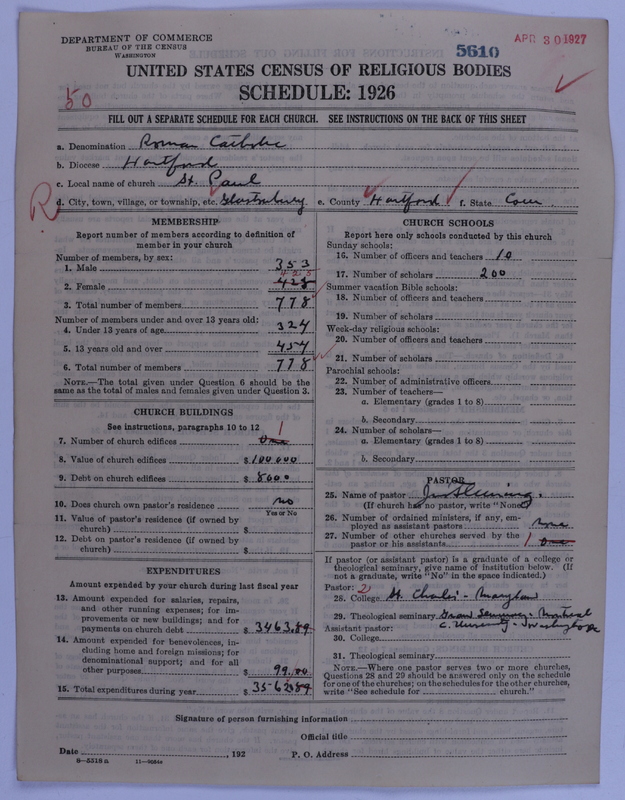 DEPARTMENT OF COMMERCE
BUREAU OF THE CENSUS
WASHINGTON
5610
APR 30 1927
UNITED STATES CENSUS OF RELIGIOUS BODIES
SCHEDULE: 1926
50
FILL OUT A SEPARATE SCHEDULE FOR EACH CHURCH. SEE INSTRUCTIONS ON THE BACK OF THIS SHEET
a. Denomination Roman Catholic
b. Diocese Hartford
c. Local name of church St. Paul
R
d. City, town, village, or township, etc. Glastonbury e. County Hartford f. State Conn
MEMBERSHIP
Report number of members according to definition of
member in your church
Number of members, by sex:
1. Male 353
425
2. Female 428
3. Total number of members 778
Number of members under and over 13 years old:
4. Under 13 years of age 324
5. 13 years old and over 454
6. Total number of members 778
NOTE.—The total given under Question 6 should be the
same as the total of males and females given under Question 3.
CHURCH BUILDINGS
See instructions, paragraphs 10 to 12
7. Number of church edifices One 1
8. Value of church edifices $100.000
9. Debt on church edifices $8000
10. Does church own pastor's residence No
Yes or No
11. Value of pastor's residence (if owned by
church) $
12. Debt on pastor's residence (if owned by
church) $
EXPENDITURES
Amount expended by your church during last fiscal year
13. Amount expended for salaries, repairs,
and other running expenses; for im-
provements or new buildings; and for
payments on church debt $3463.89
14. Amount expended for benevolences, in-
cluding home and foreign missions; for
denominational support; and for all
other purposes $99.00
15. Total expenditures during year $3562.89
CHURCH SCHOOLS
Report here only schools conducted by this church
Sunday schools:
16. Number of officers and teachers 10
17. Number of scholars 200
Summer vacation Bible schools:
18. Number of officers and teachers
19. Number of scholars
Week-day religious schools:
20. Number of officers and teachers
21. Number of scholars
Parochial schools:
22. Number of administrative officers
23. Number of teachers—
a. Elementary (grades 1 to 8)
b. Secondary
24. Number of scholars—
a. Elementary (grades 1 to 8)
b. Secondary
PASTOR
25. Name of pastor Jno Fleming.
(If church has no pastor, write "None)
26. Number of ordained ministers, if any, em-
ployed as assistant pastors None
27. Number of other churches served by the
pastor or his assistants 1 One
If pastor (or assistant pastor) is a graduate of a college or
theological seminary, give name of institution below. (If
not a graduate, write "No" in the space indicated.)
Pastor: 2
28. College St. Charles - Maryland
29. Theological seminary Grand Seminary - Montreal
Assistant pastor: C. University - Washington DC
30. College
31. Theological seminary
NOTE.—Where one pastor serves two or more churches,
Questions 28 and 29 should be answered only on the schedule
for one of the churches; on the schedules for the other churches,
write "See schedule for church."
Signature of person furnishing information
Official title
Date , 192 P. O. Address
8-5518a 11-9064a